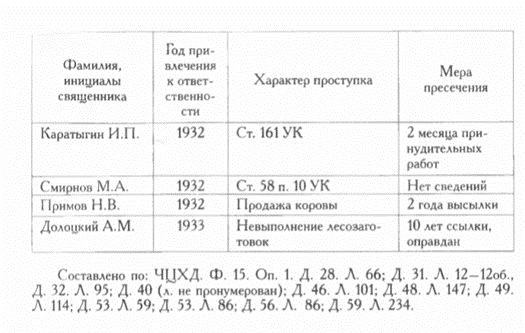 Фамилия, инициалы священника | Год привлечения к ответственности | Характер проступка | Мера пресечения
Каратыгин И.П. | 1932 | Ст. 161 УК | 2 месяца принудительных работ
Смирнов М.А. | 1932 | Ст. 58 п. 10 УК | Нет сведений
Примов Н.В. | 1932 | Продажа коровы | 2 года высылки
Долоцкий А.М. | 1933 | Невыполнение лесозаготовок | 10 лет ссылки, оправдан
Составлено по: ЧЦХД. Ф. 15. Оп. 1. Д. 28. Л. 66; Д. 31. Л. 12—12об.,
Д. 32. Л. 95; Д. 40 (л. не пронумерован); Д. 46. Л. 101; Д. 48. Л. 147; Д. 49.
Л. 114; Д. 53. Л. 59; Д. 53. Л. 86; Д. 56. Л. 86; Д. 59. Л. 234.